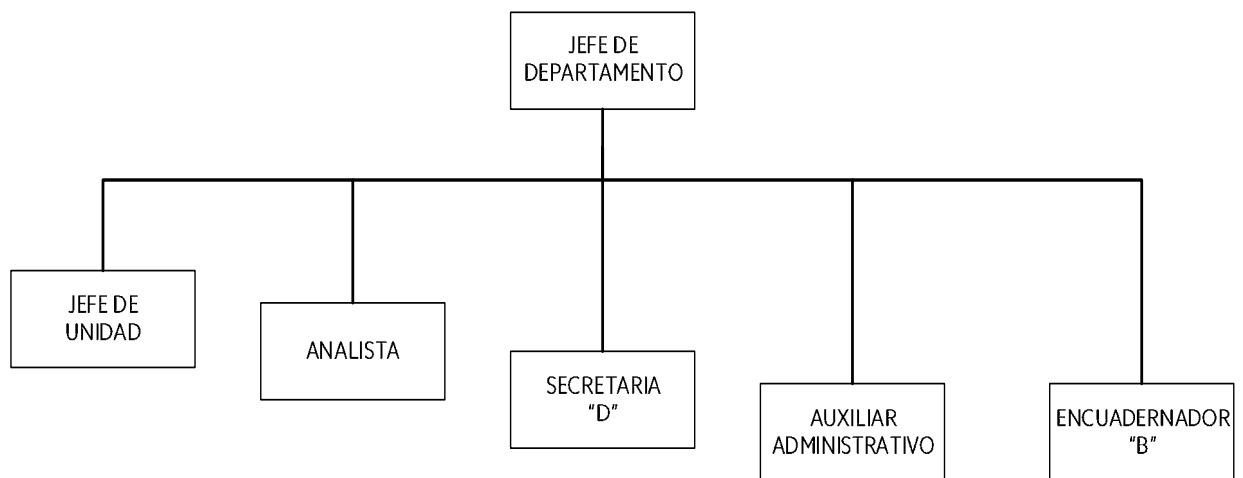 JEFE DE
DEPARTAMENTO
JEFE DE
UNIDAD
ANALISTA
SECRETARIA
"D"
AUXILIAR
ADMINISTRATIVO
ENCUADERNADOR
"B"